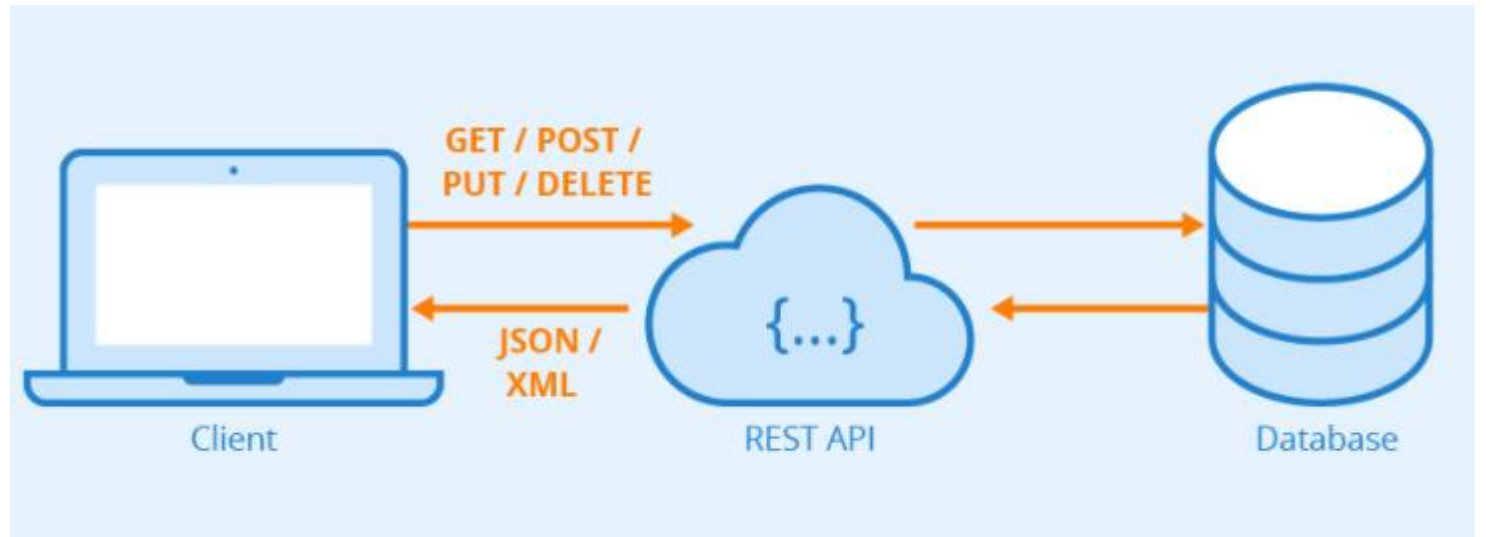 GET / POST /
PUT / DELETE
JSON /
XML
{...}
Client
REST API
Database